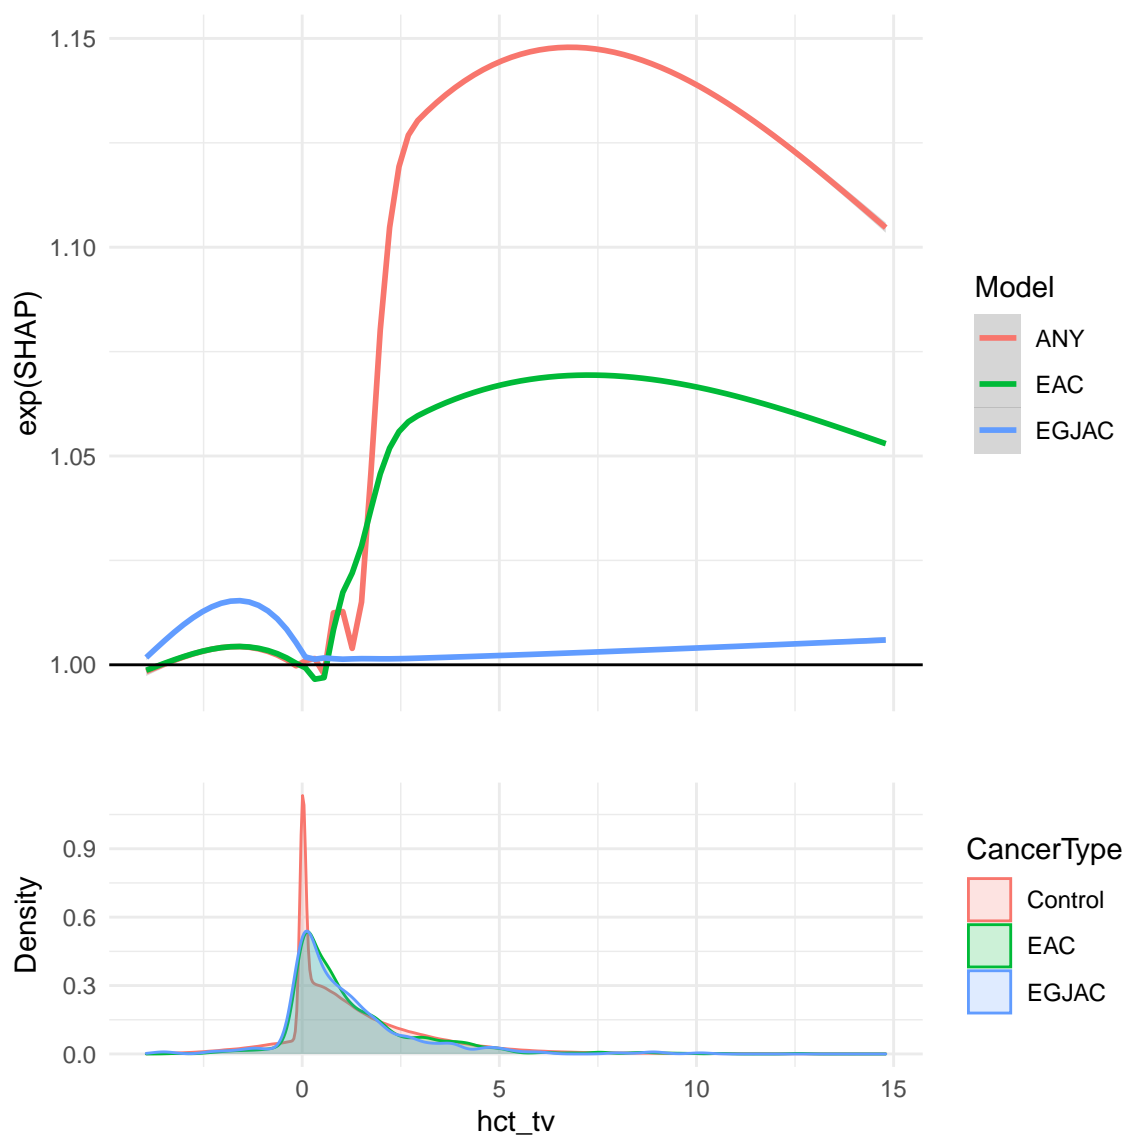 1.15
1.10
1.05
1.00
exp(SHAP)
Model
ANY
EAC
EGJAC
0.9
0.6
0.3
0.0
Density
0
5
10
15
hct_tv
CancerType
Control
EAC
EGJAC